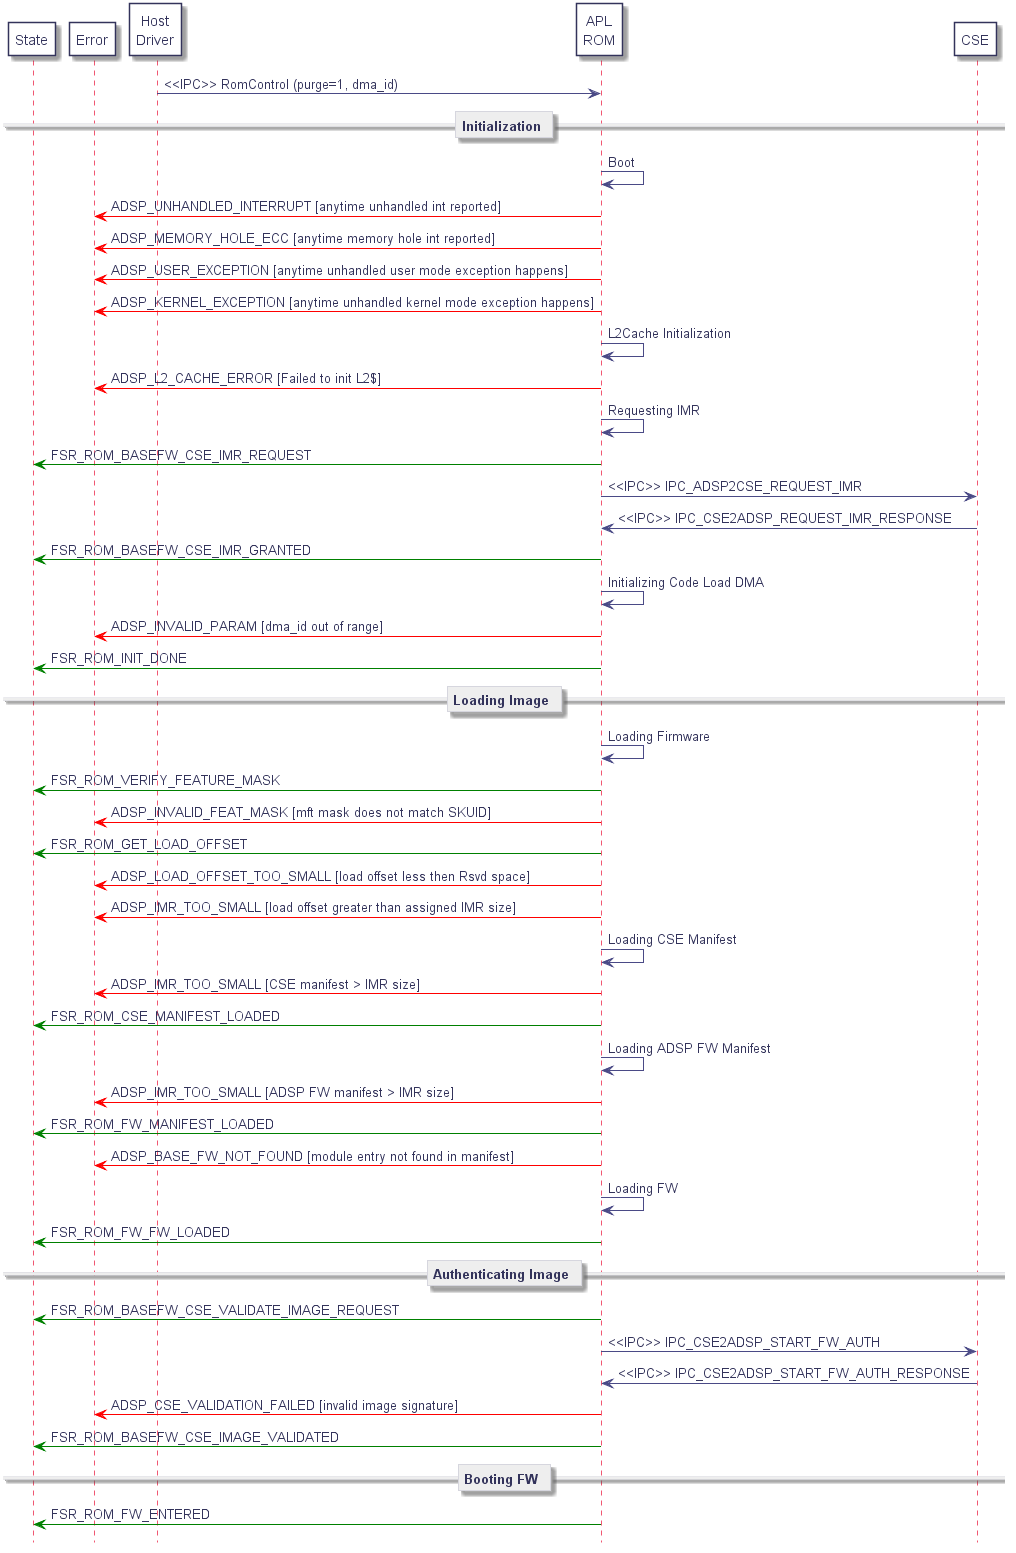 State
Error
Host
Driver
APL
ROM
CSE
<<IPC>> RomControl (purge=1, dma_id)
Initialization
Boot
ADSP_UNHANDLED_INTERRUPT [anytime unhandled int reported]
ADSP_MEMORY_HOLE_ECC [anytime memory hole int reported]
ADSP_USER_EXCEPTION [anytime unhandled user mode exception happens]
ADSP_KERNEL_EXCEPTION [anytime unhandled kernel mode exception happens]
L2Cache Initialization
ADSP_L2_CACHE_ERROR [Failed to init L2$]
Requesting IMR
FSR_ROM_BASEFW_CSE_IMR_REQUEST
<<IPC>> IPC_ADSP2CSE_REQUEST_IMR
<<IPC>> IPC_CSE2ADSP_REQUEST_IMR_RESPONSE
FSR_ROM_BASEFW_CSE_IMR_GRANTED
Initializing Code Load DMA
ADSP_INVALID_PARAM [dma_id out of range]
FSR_ROM_INIT_DONE
Loading Image
Loading Firmware
FSR_ROM_VERIFY_FEATURE_MASK
ADSP_INVALID_FEAT_MASK [mft mask does not match SKUID]
FSR_ROM_GET_LOAD_OFFSET
ADSP_LOAD_OFFSET_TOO_SMALL [load offset less then Rsvd space]
ADSP_IMR_TOO_SMALL [load offset greater than assigned IMR size]
Loading CSE Manifest
ADSP_IMR_TOO_SMALL [CSE manifest > IMR size]
FSR_ROM_CSE_MANIFEST_LOADED
Loading ADSP FW Manifest
ADSP_IMR_TOO_SMALL [ADSP FW manifest > IMR size]
FSR_ROM_FW_MANIFEST_LOADED
ADSP_BASE_FW_NOT_FOUND [module entry not found in manifest]
Loading FW
FSR_ROM_FW_FW_LOADED
Authenticating Image
FSR_ROM_BASEFW_CSE_VALIDATE_IMAGE_REQUEST
<<IPC>> IPC_CSE2ADSP_START_FW_AUTH
<<IPC>> IPC_CSE2ADSP_START_FW_AUTH_RESPONSE
ADSP_CSE_VALIDATION_FAILED [invalid image signature]
FSR_ROM_BASEFW_CSE_IMAGE_VALIDATED
Booting FW
FSR_ROM_FW_ENTERED